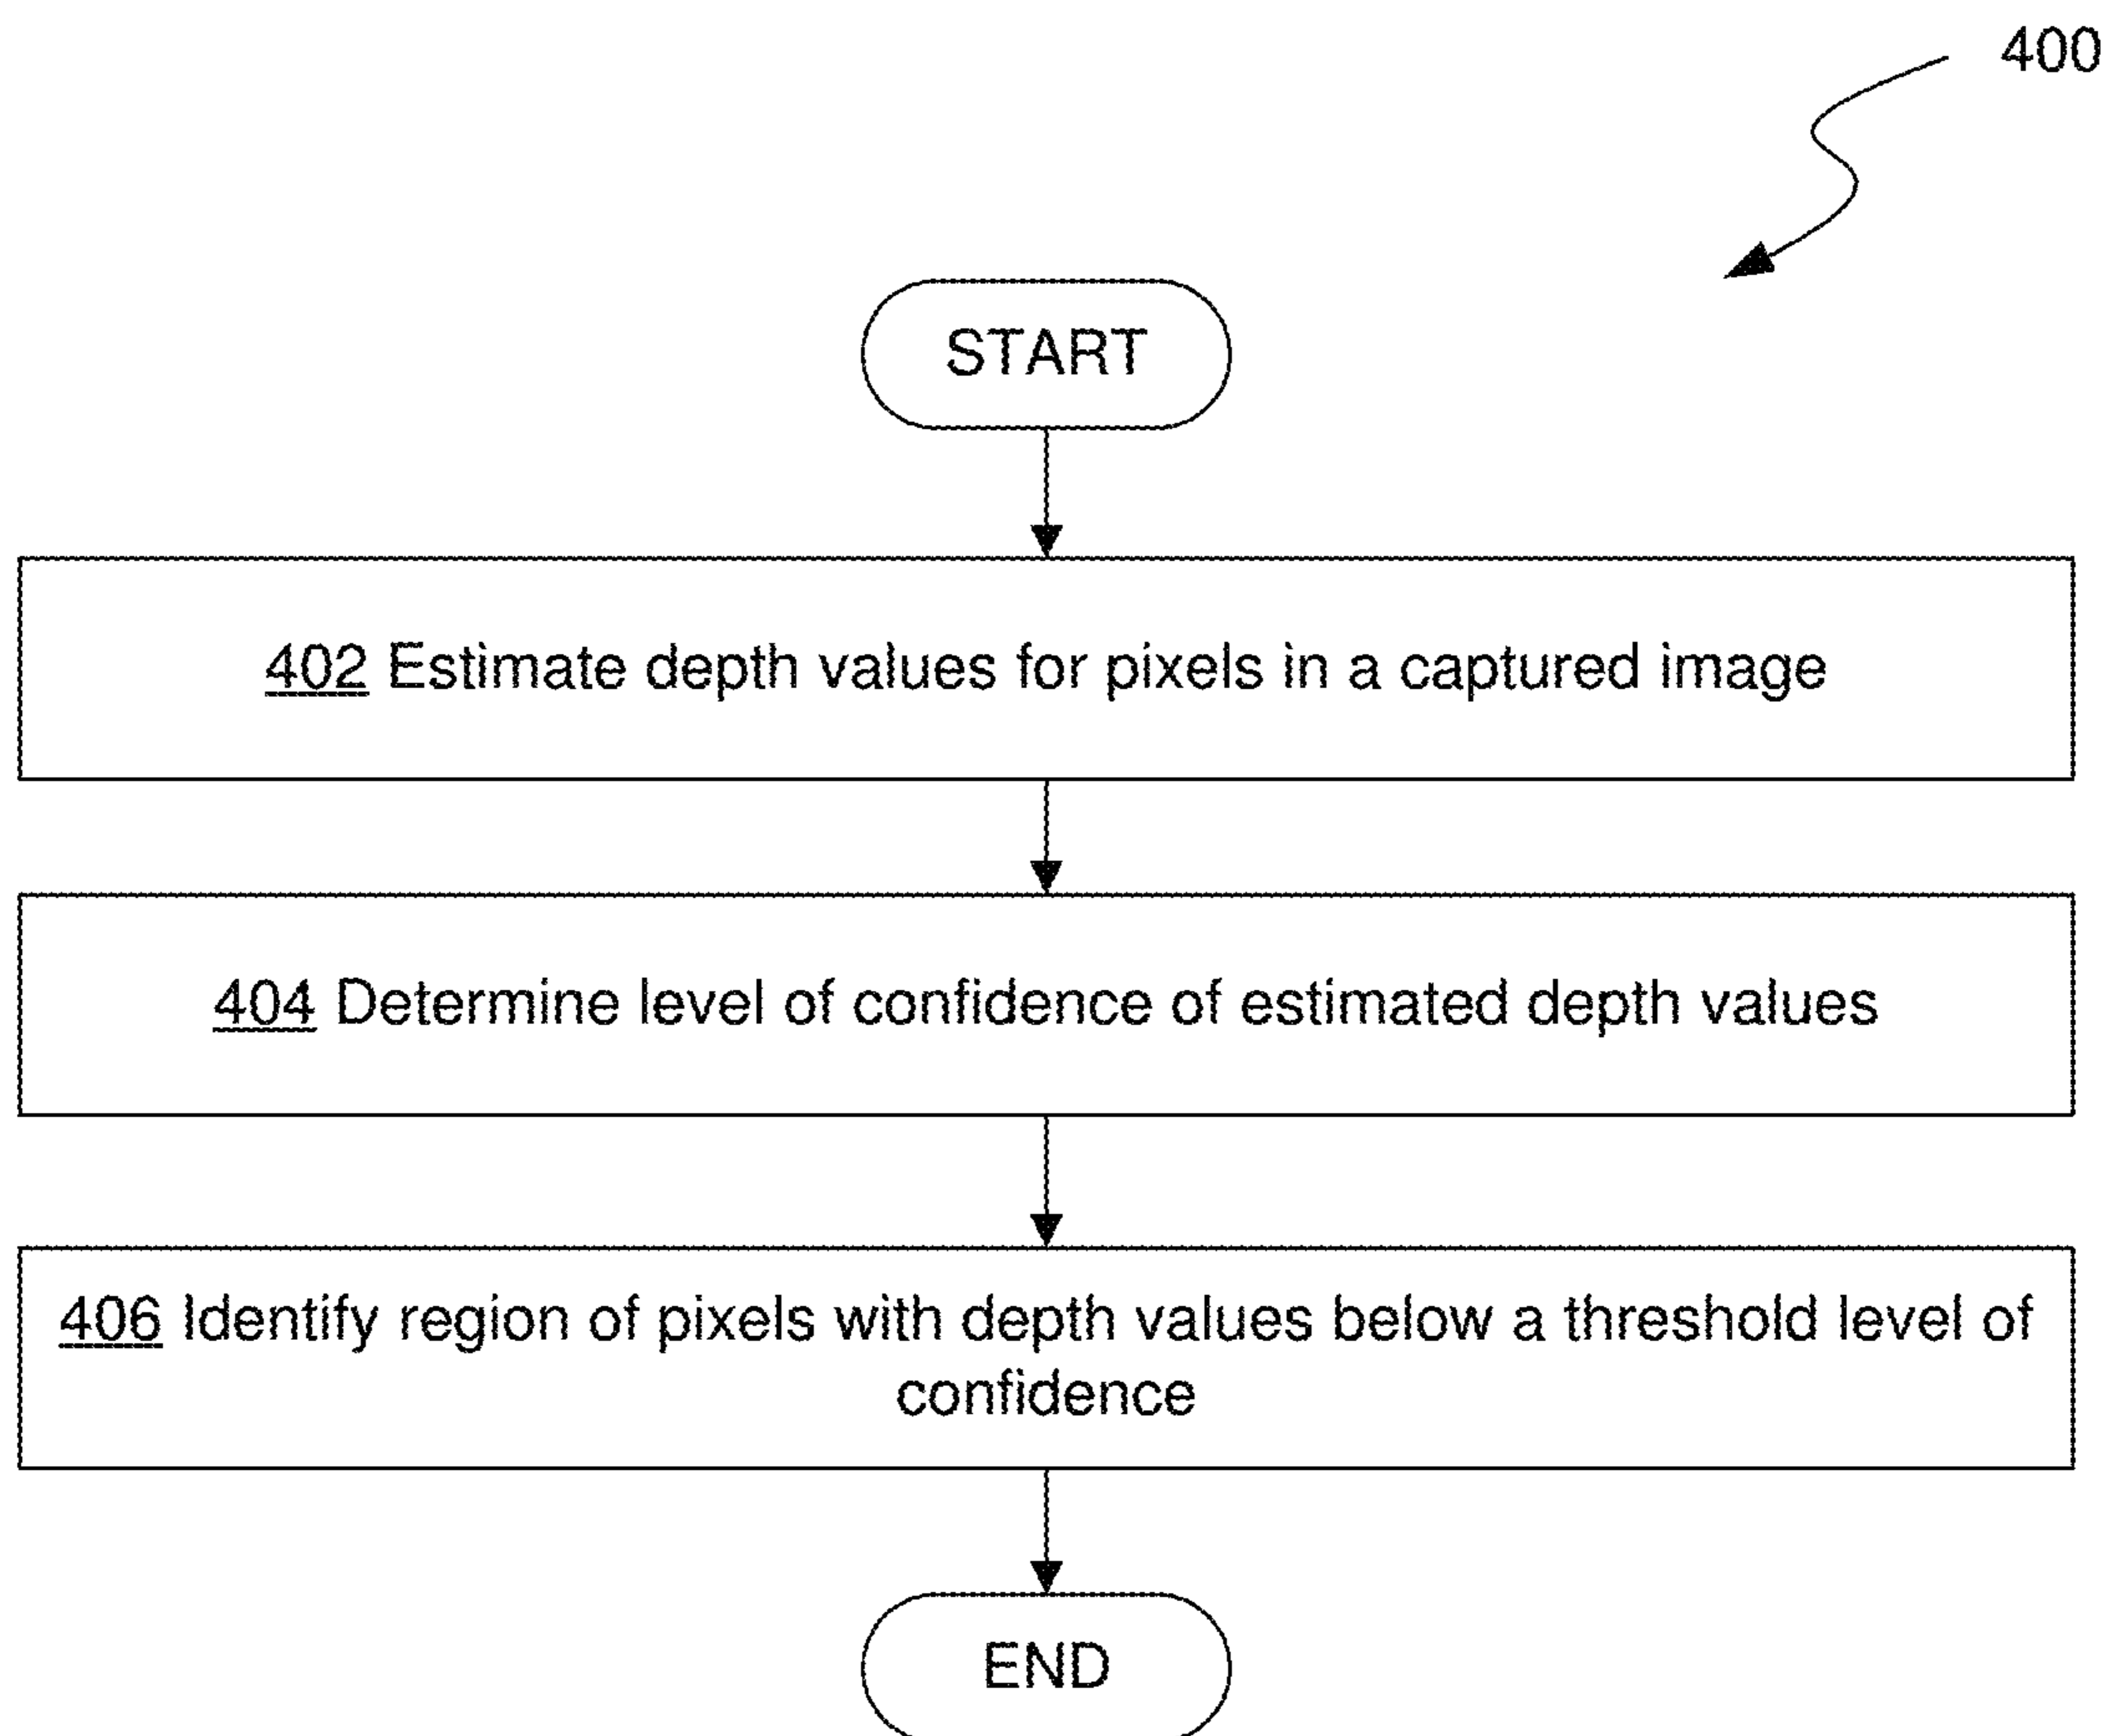 400
START
402 Estimate depth values for pixels in a captured image
404 Determine level of confidence of estimated depth values
406 Identify region of pixels with depth values below a threshold level of
confidence
END